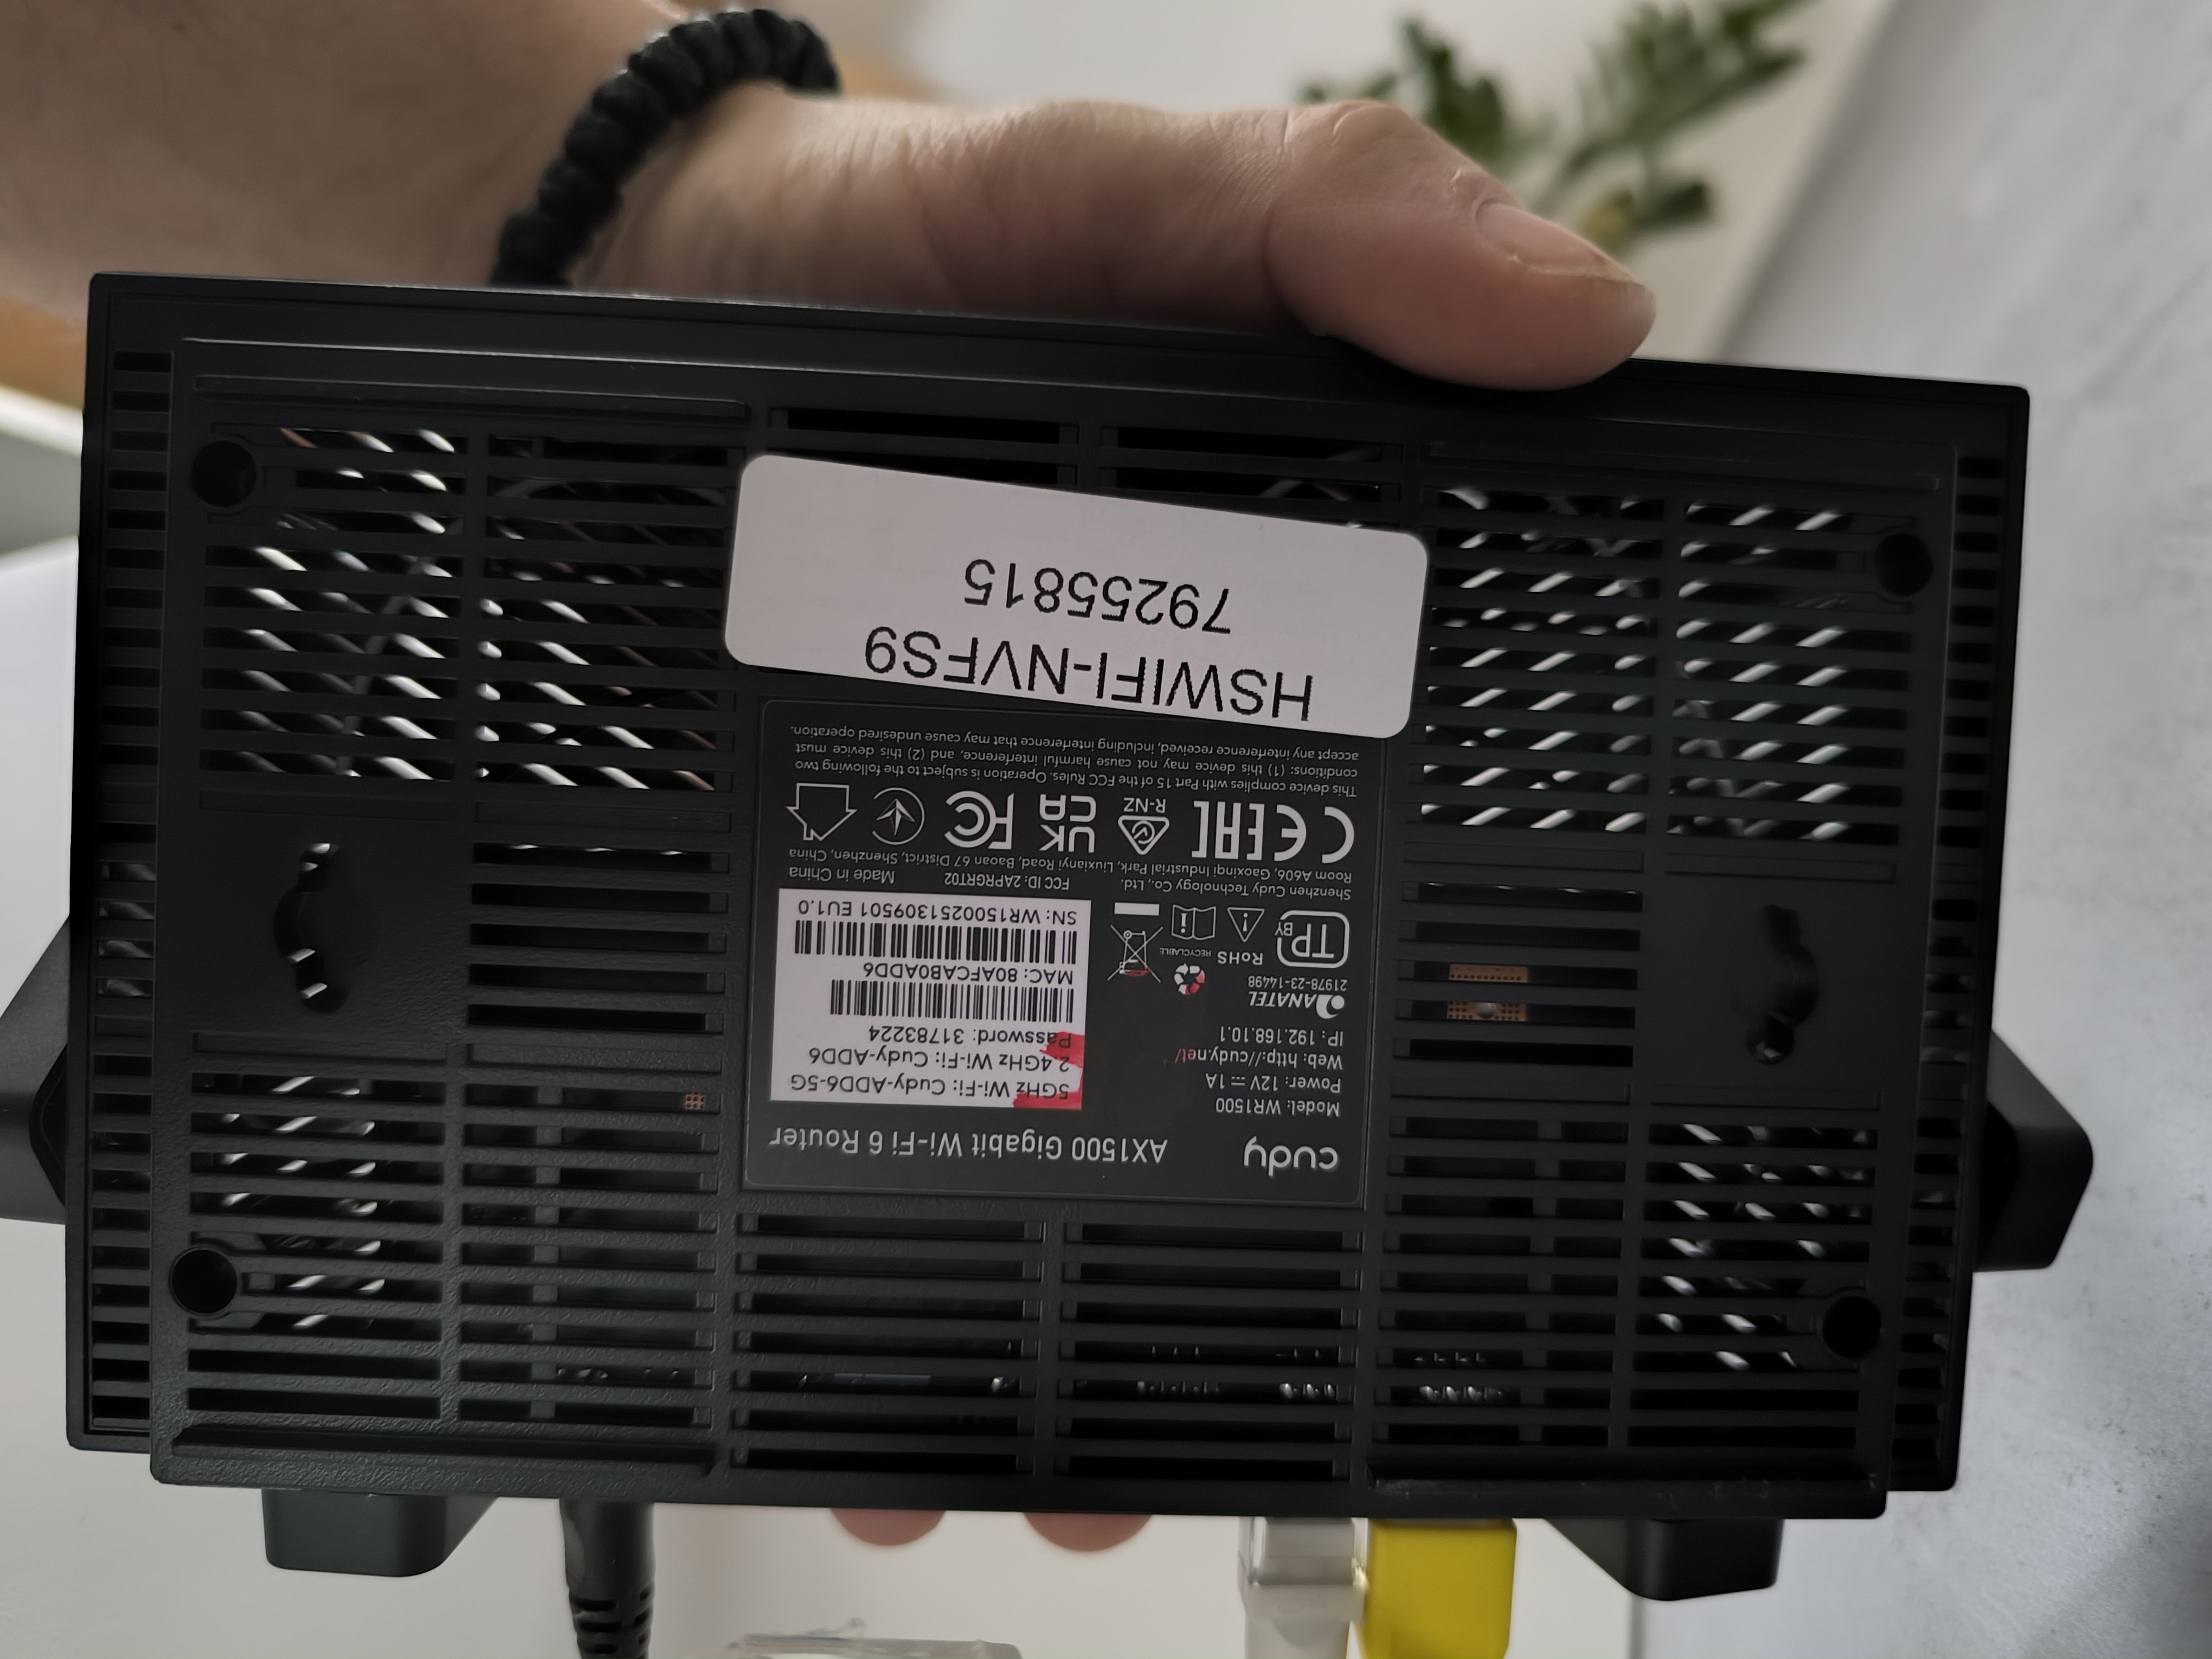 cudy
AX1500 Gigabit Wi-Fi 6 Router
Model: WR1500
Power: 12V ⎓ 1A
Web: http://cudy.net/
IP: 192.168.10.1
ANATEL
21978-23-14498
TP BY
RoHS
RECYCLABLE
5GHz Wi-Fi: Cudy-ADD6-5G
2.4GHz Wi-Fi: Cudy-ADD6
Password: 31783224
MAC: 80AFCAB0ADD6
SN: WR1500251309501 EU1.0
Shenzhen Cudy Technology Co., Ltd.
FCC ID: 2APRGRT02
Made in China
Room A606, Gaoxinqi Industrial Park, Liuxianyi Road, Baoan 67 District, Shenzhen, China
CE EAC R-NZ UK CA FC
This device complies with Part 15 of the FCC Rules. Operation is subject to the following two
conditions: (1) this device may not cause harmful interference, and (2) this device must
accept any interference received, including interference that may cause undesired operation.
HSWIFI-NVFS9
79255815